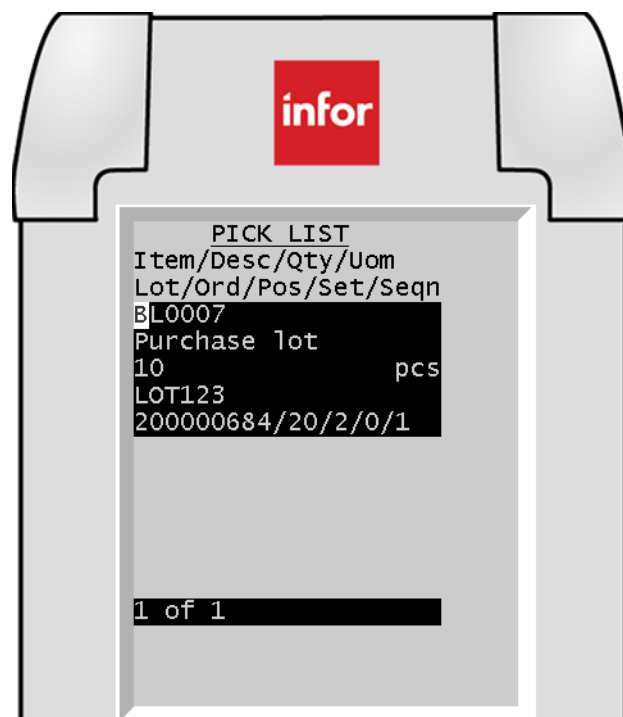 infor
PICK LIST
Item/Desc/Qty/Uom
Lot/Ord/Pos/Set/Seqn
BL0007
Purchase lot
10 pcs
LOT123
200000684/20/2/0/1
1 of 1